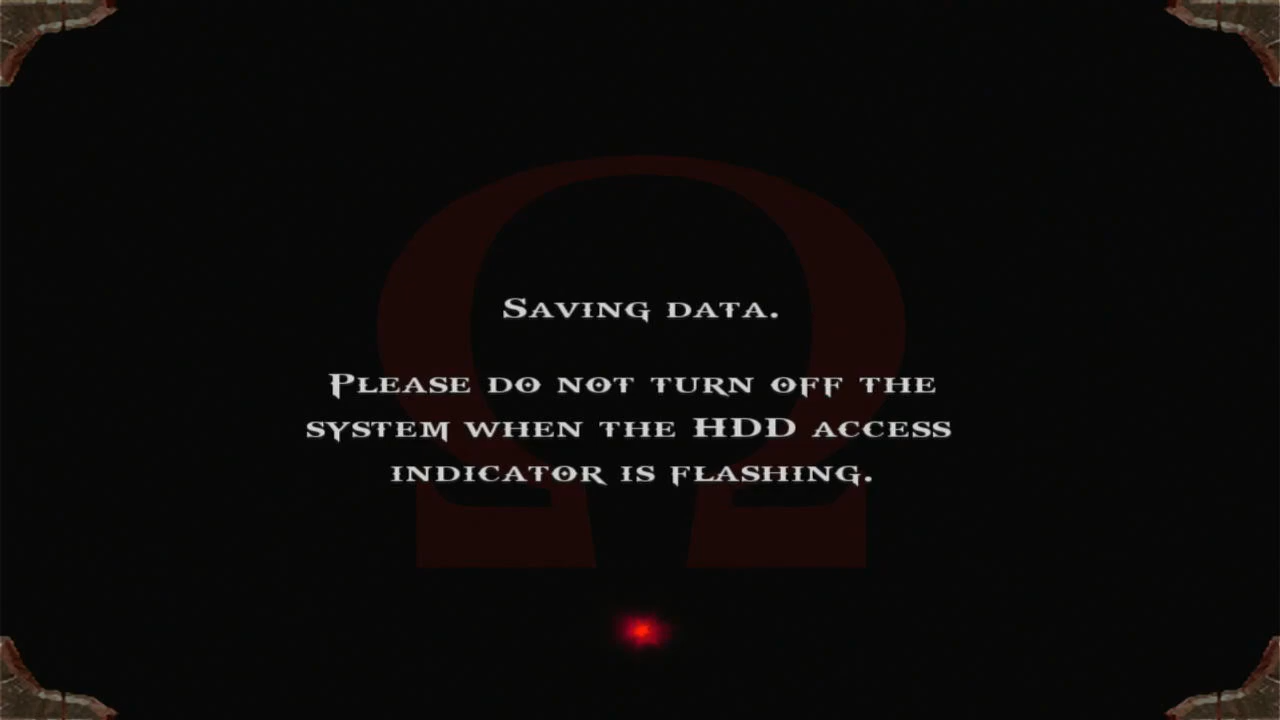 Saving data.
Please do not turn off the
system when the HDD access
indicator is flashing.